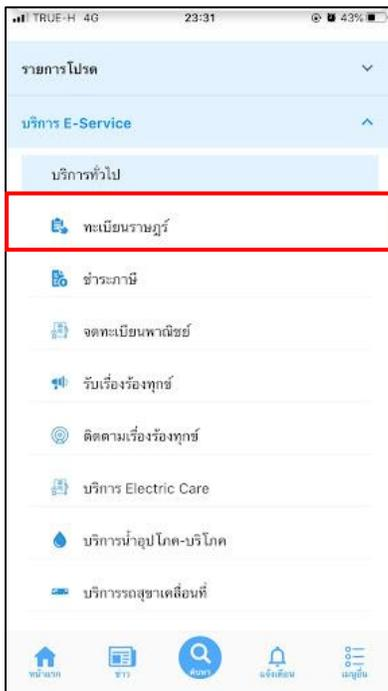 TRUE-H 4G 23:31 43%
รายการโปรด
บริการ E-Service
บริการทั่วไป
ทะเบียนราษฎร์
ชำระภาษี
จดทะเบียนพาณิชย์
รับเรื่องร้องทุกข์
ติดตามเรื่องร้องทุกข์
บริการ Electric Care
บริการน้ำอุปโภค-บริโภค
บริการรถสุขาเคลื่อนที่
หน้าแรก ข่าว ค้นหา แจ้งเตือน เมนูอื่น